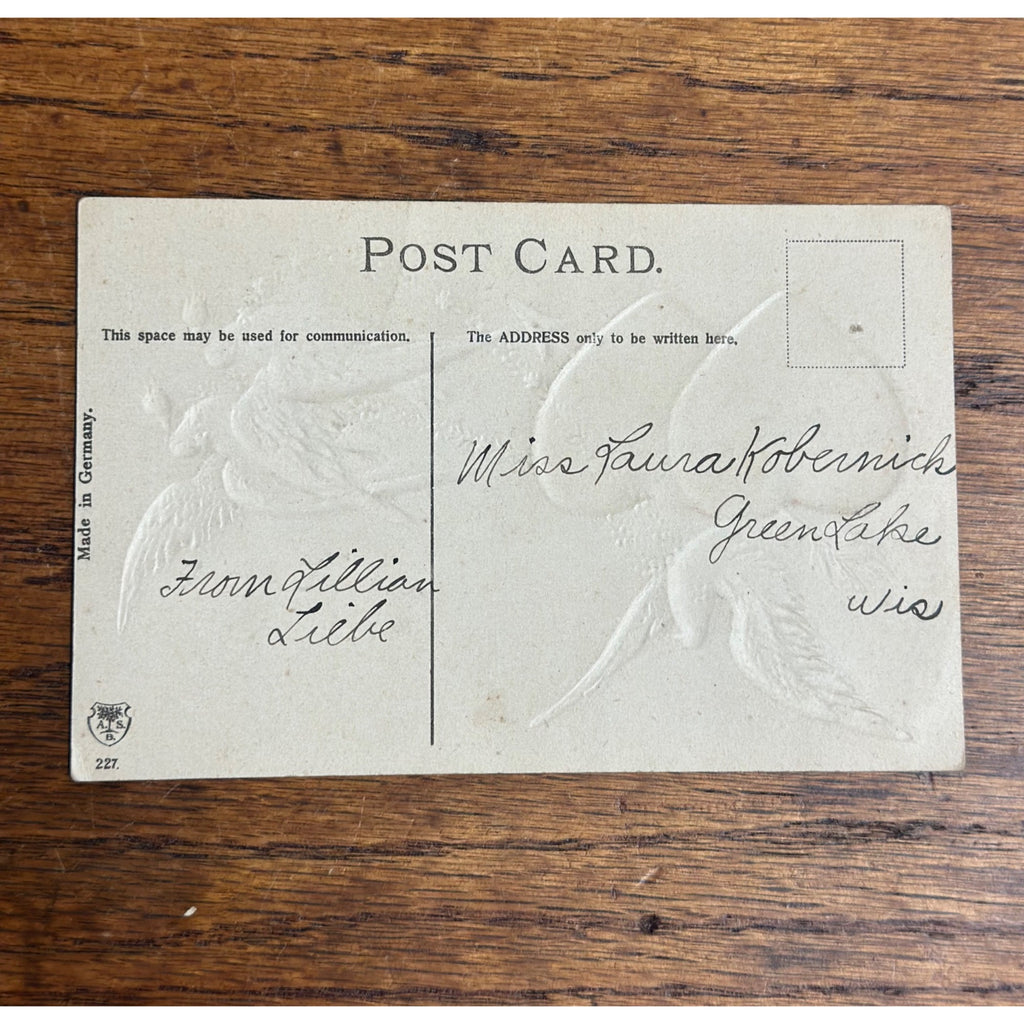 POST CARD.
This space may be used for communication.
The ADDRESS only to be written here.
Made in Germany.
Miss Laura Kobernick
Green Lake
Wis
From Lillian
Liebe
A. S.
B.
227.